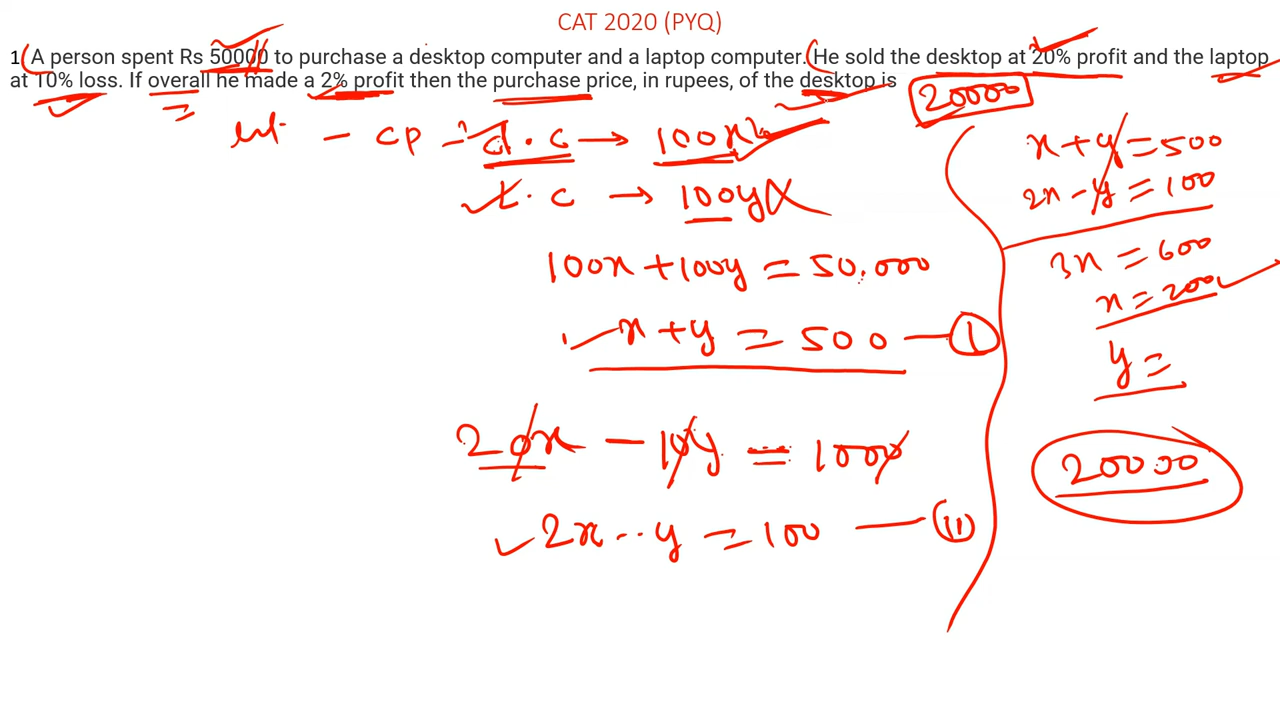 CAT 2020 (PYQ)
1. A person spent Rs 50000 to purchase a desktop computer and a laptop computer. He sold the desktop at 20% profit and the laptop
at 10% loss. If overall he made a 2% profit then the purchase price, in rupees, of the desktop is
20000
CP - d.c → 100x
L.c → 100y
100x + 100y = 50,000
x + y = 500 — (I)
20x - 10y = 1000
2x - y = 100 — (II)
x + y = 500
2x - y = 100
3x = 600
x = 200
y =
20000